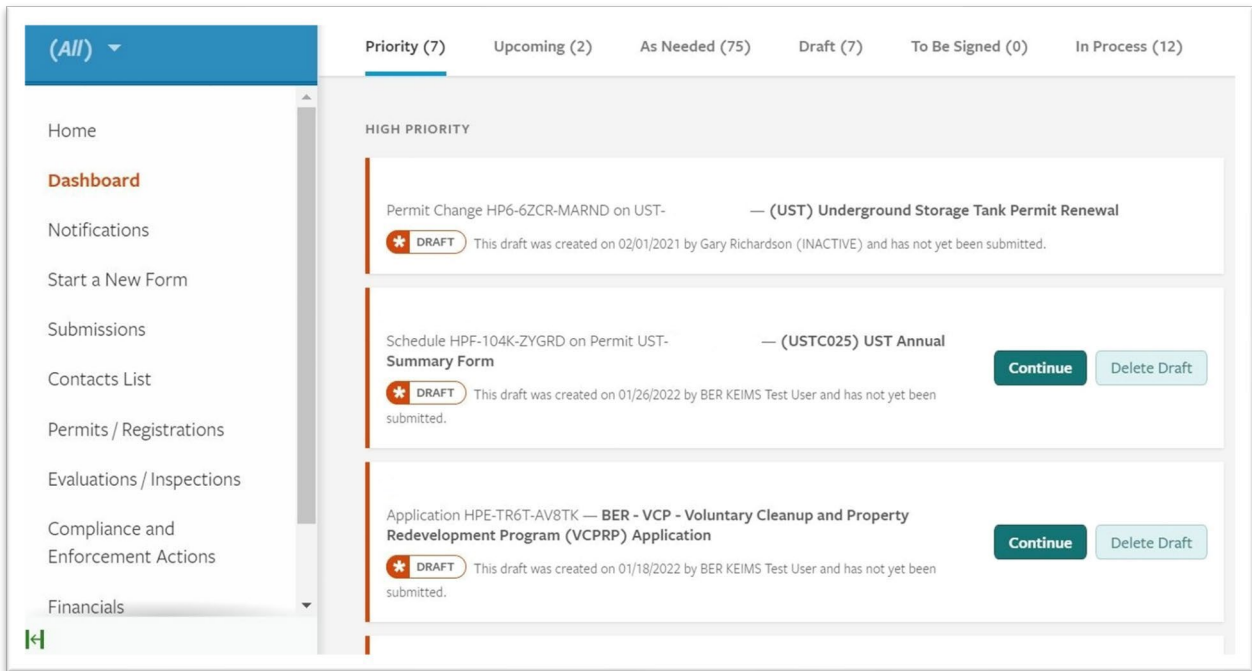 (All)
Home
Dashboard
Notifications
Start a New Form
Submissions
Contacts List
Permits / Registrations
Evaluations / Inspections
Compliance and
Enforcement Actions
Financials
Priority (7)
Upcoming (2)
As Needed (75)
Draft (7)
To Be Signed (0)
In Process (12)
HIGH PRIORITY
Permit Change HP6-6ZCR-MARND on UST- — (UST) Underground Storage Tank Permit Renewal
* DRAFT This draft was created on 02/01/2021 by Gary Richardson (INACTIVE) and has not yet been submitted.
Schedule HPF-104K-ZYGRD on Permit UST- — (USTC025) UST Annual
Summary Form
* DRAFT This draft was created on 01/26/2022 by BER KEIMS Test User and has not yet been
submitted.
Continue
Delete Draft
Application HPE-TR6T-AV8TK — BER - VCP - Voluntary Cleanup and Property
Redevelopment Program (VCPRP) Application
* DRAFT This draft was created on 01/18/2022 by BER KEIMS Test User and has not yet been
submitted.
Continue
Delete Draft